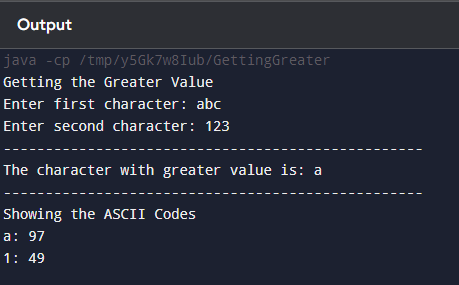 Output
java -cp /tmp/y5Gk7w8Iub/GettingGreater
Getting the Greater Value
Enter first character: abc
Enter second character: 123
--------------------------------------------------
The character with greater value is: a
--------------------------------------------------
Showing the ASCII Codes
a: 97
1: 49